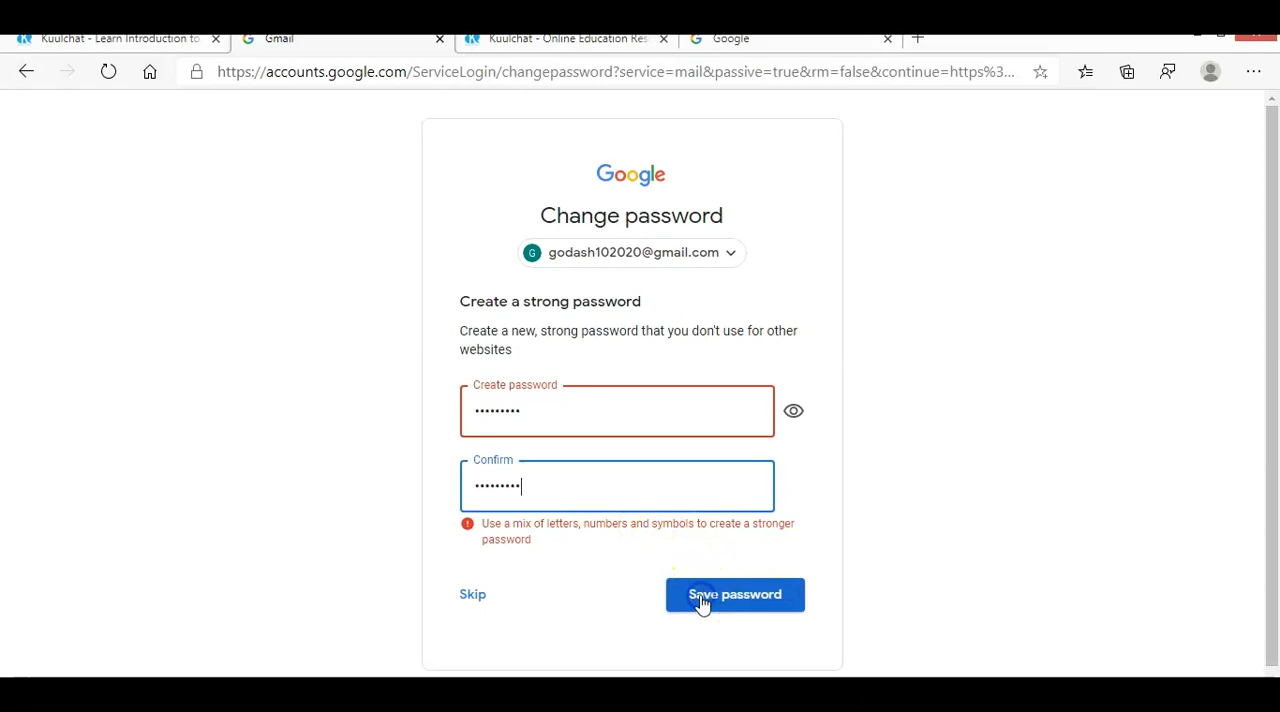 Kuulchat - Learn Introduction to
Gmail
Kuulchat - Online Education Res
Google
https://accounts.google.com/ServiceLogin/changepassword?service=mail&passive=true&rm=false&continue=https%3...
Google
Change password
G godash102020@gmail.com
Create a strong password
Create a new, strong password that you don't use for other
websites
Create password
•••••••••
Confirm
•••••••••
Use a mix of letters, numbers and symbols to create a stronger
password
Skip
Save password